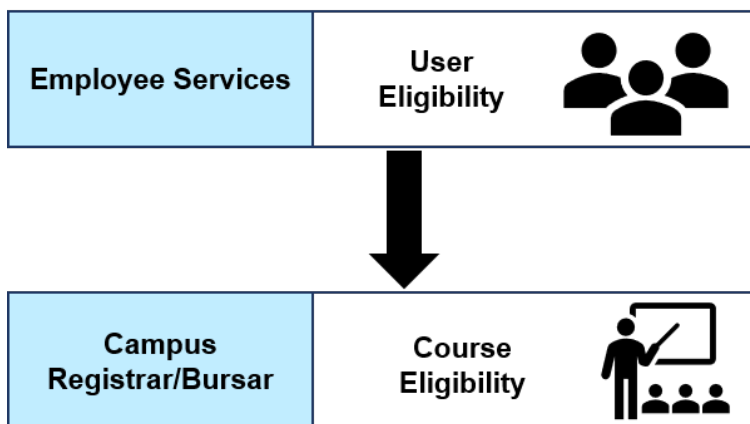 Employee Services
User
Eligibility
Campus
Registrar/Bursar
Course
Eligibility